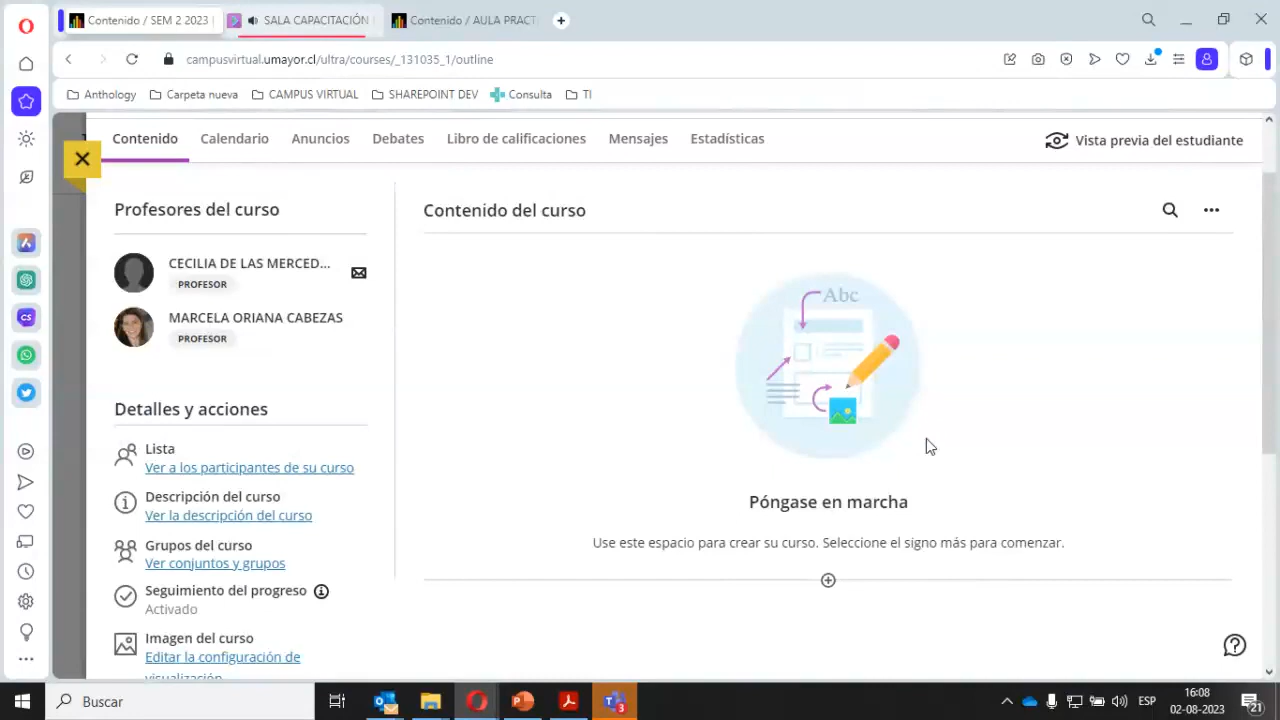 Contenido / SEM 2 2023
SALA CAPACITACIÓN
Contenido / AULA PRACT
campusvirtual.umayor.cl/ultra/courses/_131035_1/outline
Anthology
Carpeta nueva
CAMPUS VIRTUAL
SHAREPOINT DEV
Consulta
TI
Contenido
Calendario
Anuncios
Debates
Libro de calificaciones
Mensajes
Estadísticas
Vista previa del estudiante
Profesores del curso
CECILIA DE LAS MERCED...
PROFESOR
MARCELA ORIANA CABEZAS
PROFESOR
Detalles y acciones
Lista
Ver a los participantes de su curso
Descripción del curso
Ver la descripción del curso
Grupos del curso
Ver conjuntos y grupos
Seguimiento del progreso
Activado
Imagen del curso
Editar la configuración de
visualización
Contenido del curso
Abc
Póngase en marcha
Use este espacio para crear su curso. Seleccione el signo más para comenzar.
Buscar
3
ESP
16:08
02-08-2023
21